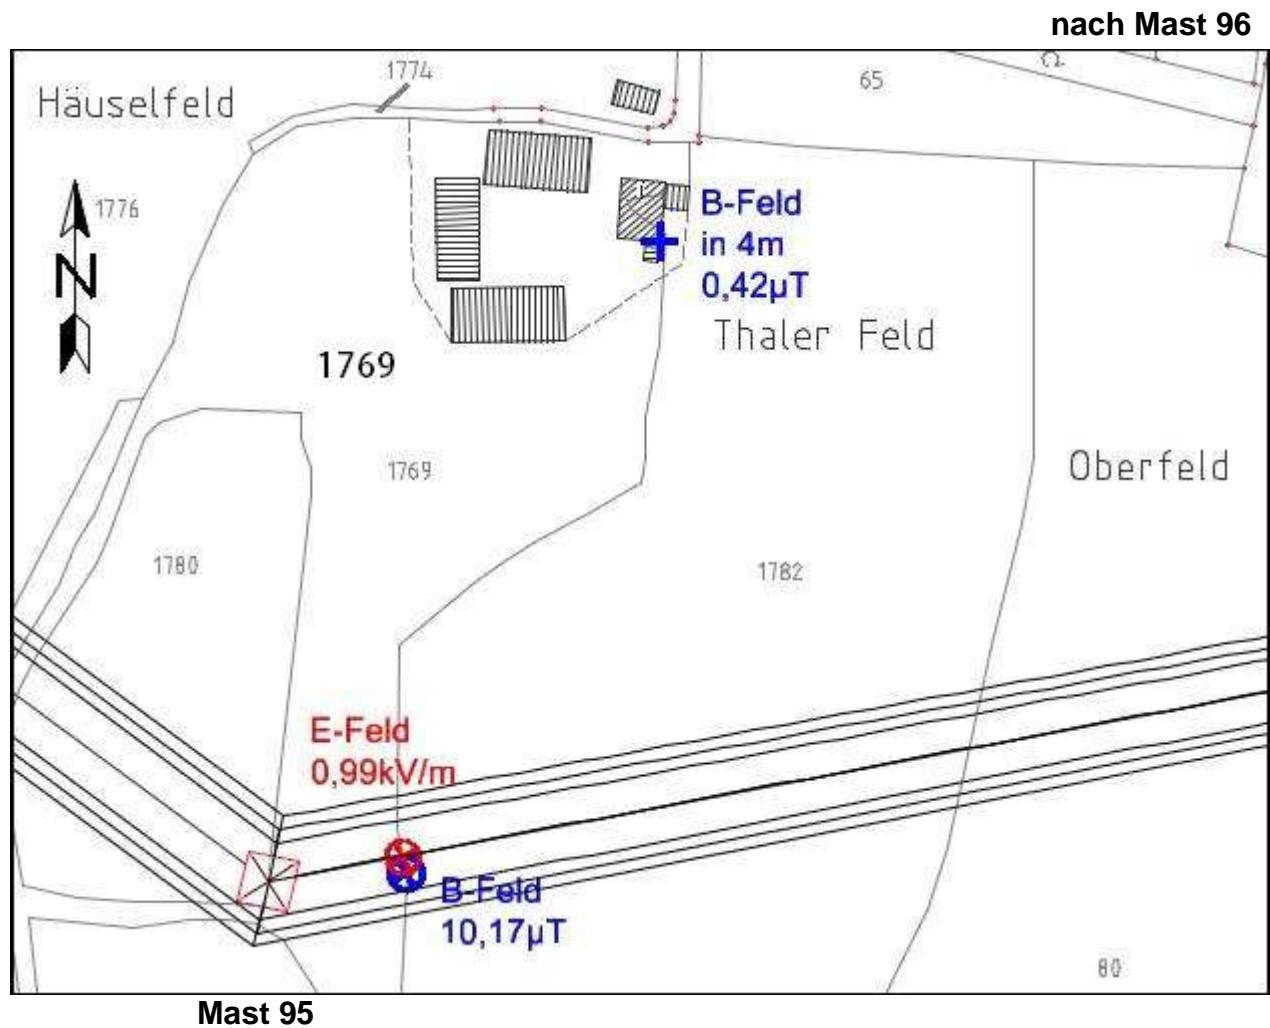 nach Mast 96
1774
65
Häuselfeld
1776
N
B-Feld
in 4m
0,42µT
Thaler Feld
1769
1769
Oberfeld
1780
1782
E-Feld
0,99kV/m
B-Feld
10,17µT
80
Mast 95